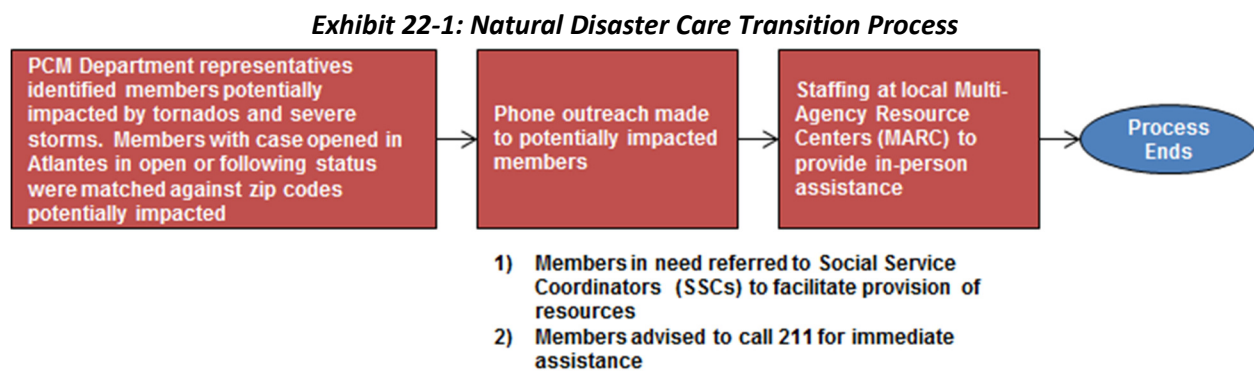 Exhibit 22-1: Natural Disaster Care Transition Process
PCM Department representatives
identified members potentially
impacted by tornados and severe
storms. Members with case opened in
Atlantes in open or following status
were matched against zip codes
potentially impacted
Phone outreach made
to potentially impacted
members
Staffing at local Multi-
Agency Resource
Centers (MARC) to
provide in-person
assistance
Process
Ends
1) Members in need referred to Social Service
Coordinators (SSCs) to facilitate provision of
resources
2) Members advised to call 211 for immediate
assistance